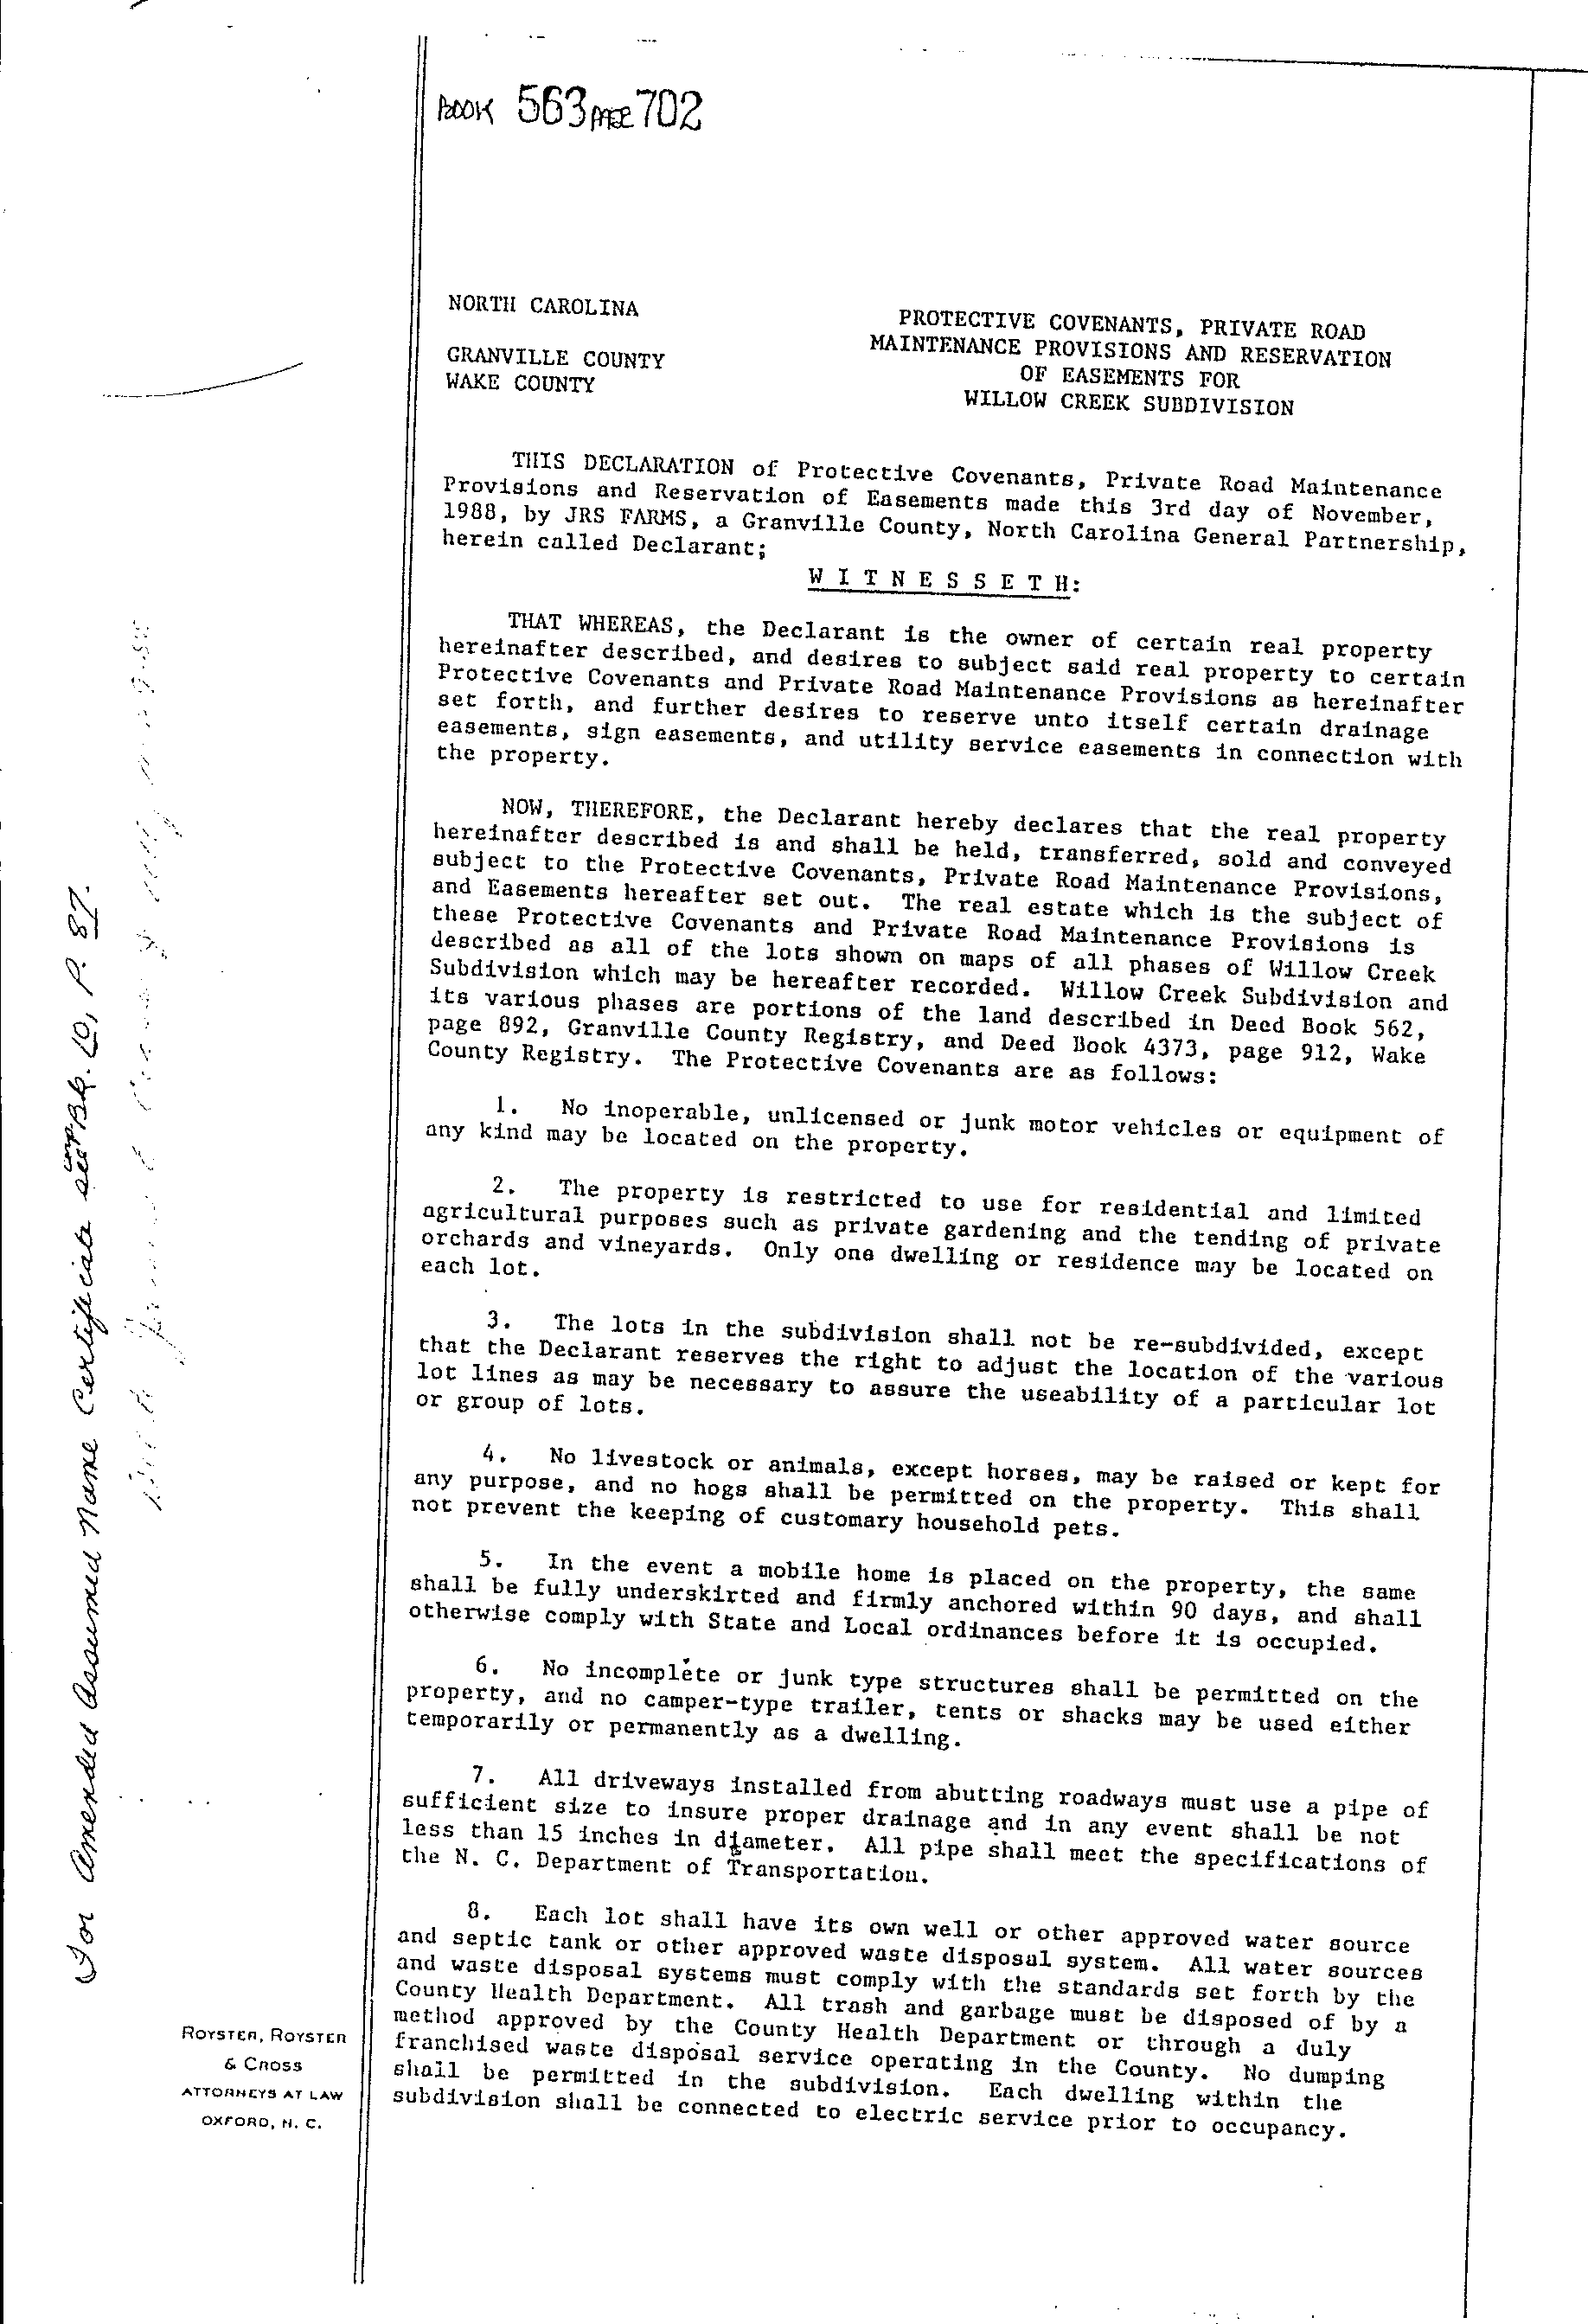 BOOK 563 PAGE 702
NORTH CAROLINA
GRANVILLE COUNTY
WAKE COUNTY
PROTECTIVE COVENANTS, PRIVATE ROAD
MAINTENANCE PROVISIONS AND RESERVATION
OF EASEMENTS FOR
WILLOW CREEK SUBDIVISION
THIS DECLARATION of Protective Covenants, Private Road Maintenance
Provisions and Reservation of Easements made this 3rd day of November,
1988, by JRS FARMS, a Granville County, North Carolina General Partnership,
herein called Declarant;
W I T N E S S E T H:
THAT WHEREAS, the Declarant is the owner of certain real property
hereinafter described, and desires to subject said real property to certain
Protective Covenants and Private Road Maintenance Provisions as hereinafter
set forth, and further desires to reserve unto itself certain drainage
easements, sign easements, and utility service easements in connection with
the property.
NOW, THEREFORE, the Declarant hereby declares that the real property
hereinafter described is and shall be held, transferred, sold and conveyed
subject to the Protective Covenants, Private Road Maintenance Provisions,
and Easements hereafter set out. The real estate which is the subject of
these Protective Covenants and Private Road Maintenance Provisions is
described as all of the lots shown on maps of all phases of Willow Creek
Subdivision which may be hereafter recorded. Willow Creek Subdivision and
its various phases are portions of the land described in Deed Book 562,
page 892, Granville County Registry, and Deed Book 4373, page 912, Wake
County Registry. The Protective Covenants are as follows:
1. No inoperable, unlicensed or junk motor vehicles or equipment of
any kind may be located on the property.
2. The property is restricted to use for residential and limited
agricultural purposes such as private gardening and the tending of private
orchards and vineyards. Only one dwelling or residence may be located on
each lot.
3. The lots in the subdivision shall not be re-subdivided, except
that the Declarant reserves the right to adjust the location of the various
lot lines as may be necessary to assure the useability of a particular lot
or group of lots.
4. No livestock or animals, except horses, may be raised or kept for
any purpose, and no hogs shall be permitted on the property. This shall
not prevent the keeping of customary household pets.
5. In the event a mobile home is placed on the property, the same
shall be fully underskirted and firmly anchored within 90 days, and shall
otherwise comply with State and Local ordinances before it is occupied.
6. No incomplete or junk type structures shall be permitted on the
property, and no camper-type trailer, tents or shacks may be used either
temporarily or permanently as a dwelling.
7. All driveways installed from abutting roadways must use a pipe of
sufficient size to insure proper drainage and in any event shall be not
less than 15 inches in diameter. All pipe shall meet the specifications of
the N. C. Department of Transportation.
8. Each lot shall have its own well or other approved water source
and septic tank or other approved waste disposal system. All water sources
and waste disposal systems must comply with the standards set forth by the
County Health Department. All trash and garbage must be disposed of by a
method approved by the County Health Department or through a duly
franchised waste disposal service operating in the County. No dumping
shall be permitted in the subdivision. Each dwelling within the
subdivision shall be connected to electric service prior to occupancy.
For Amended Assumed Name Certificate see Corp Bk. 10, P. 87.
ROYSTER, ROYSTER
& CROSS
ATTORNEYS AT LAW
OXFORD, N. C.